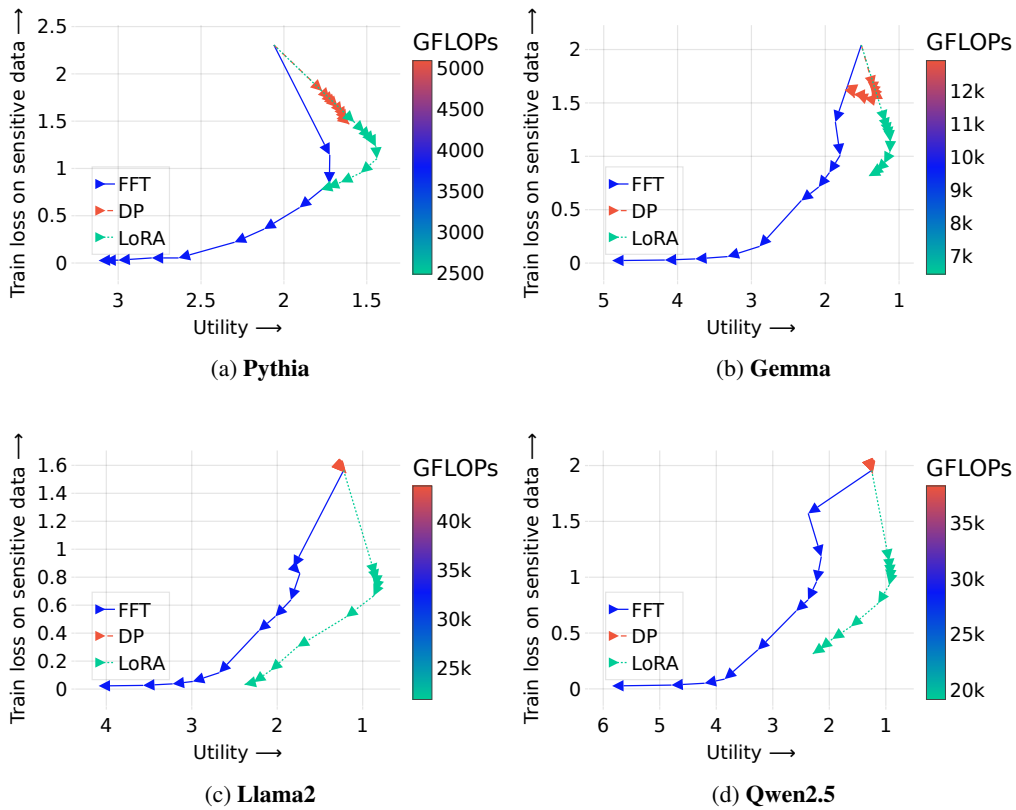 Train loss on sensitive data ⟶
2.5
2
1.5
1
0.5
0
3
2.5
2
1.5
Utility ⟶
FFT
DP
LoRA
GFLOPs
5000
4500
4000
3500
3000
2500
(a) Pythia
Train loss on sensitive data ⟶
2
1.5
1
0.5
0
5
4
3
2
1
Utility ⟶
FFT
DP
LoRA
GFLOPs
12k
11k
10k
9k
8k
7k
(b) Gemma
Train loss on sensitive data ⟶
1.6
1.4
1.2
1
0.8
0.6
0.4
0.2
0
4
3
2
1
Utility ⟶
FFT
DP
LoRA
GFLOPs
40k
35k
30k
25k
(c) Llama2
Train loss on sensitive data ⟶
2
1.5
1
0.5
0
6
5
4
3
2
1
Utility ⟶
FFT
DP
LoRA
GFLOPs
35k
30k
25k
20k
(d) Qwen2.5